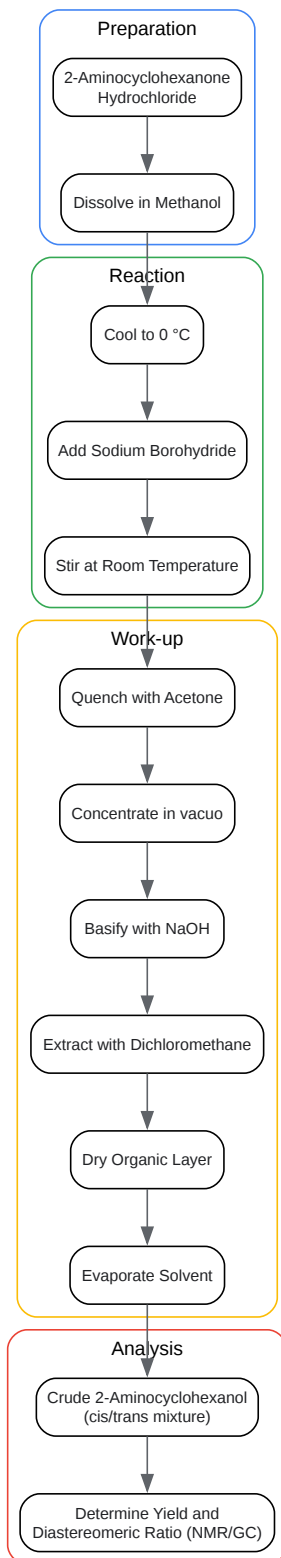 Preparation
2-Aminocyclohexanone
Hydrochloride
Dissolve in Methanol
Reaction
Cool to 0 °C
Add Sodium Borohydride
Stir at Room Temperature
Work-up
Quench with Acetone
Concentrate in vacuo
Basify with NaOH
Extract with Dichloromethane
Dry Organic Layer
Evaporate Solvent
Analysis
Crude 2-Aminocyclohexanol
(cis/trans mixture)
Determine Yield and
Diastereomeric Ratio (NMR/GC)